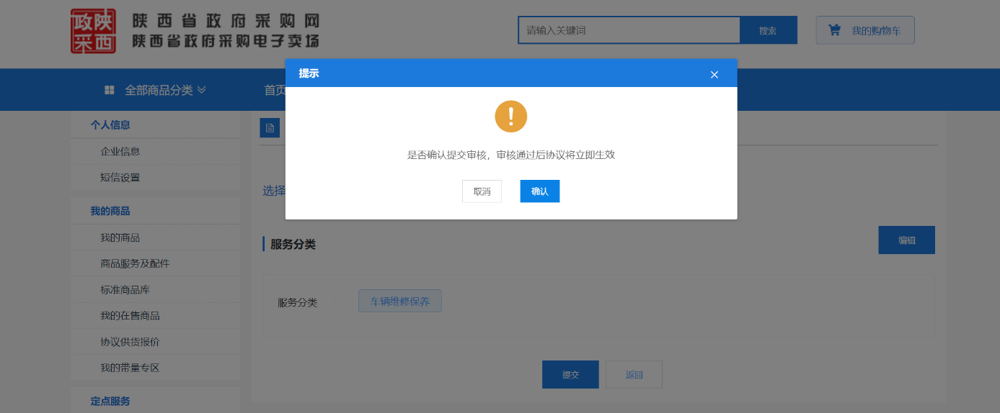 陕西政采
陕西省政府采购网
陕西省政府采购电子卖场
请输入关键词
搜索
我的购物车
全部商品分类
首页
提示
是否确认提交审核，审核通过后协议将立即生效
取消
确认
个人信息
企业信息
短信设置
我的商品
我的商品
商品服务及配件
标准商品库
我的在售商品
协议供货报价
我的带量专区
定点服务
选择
服务分类
编辑
服务分类
车辆维修保养
提交
返回